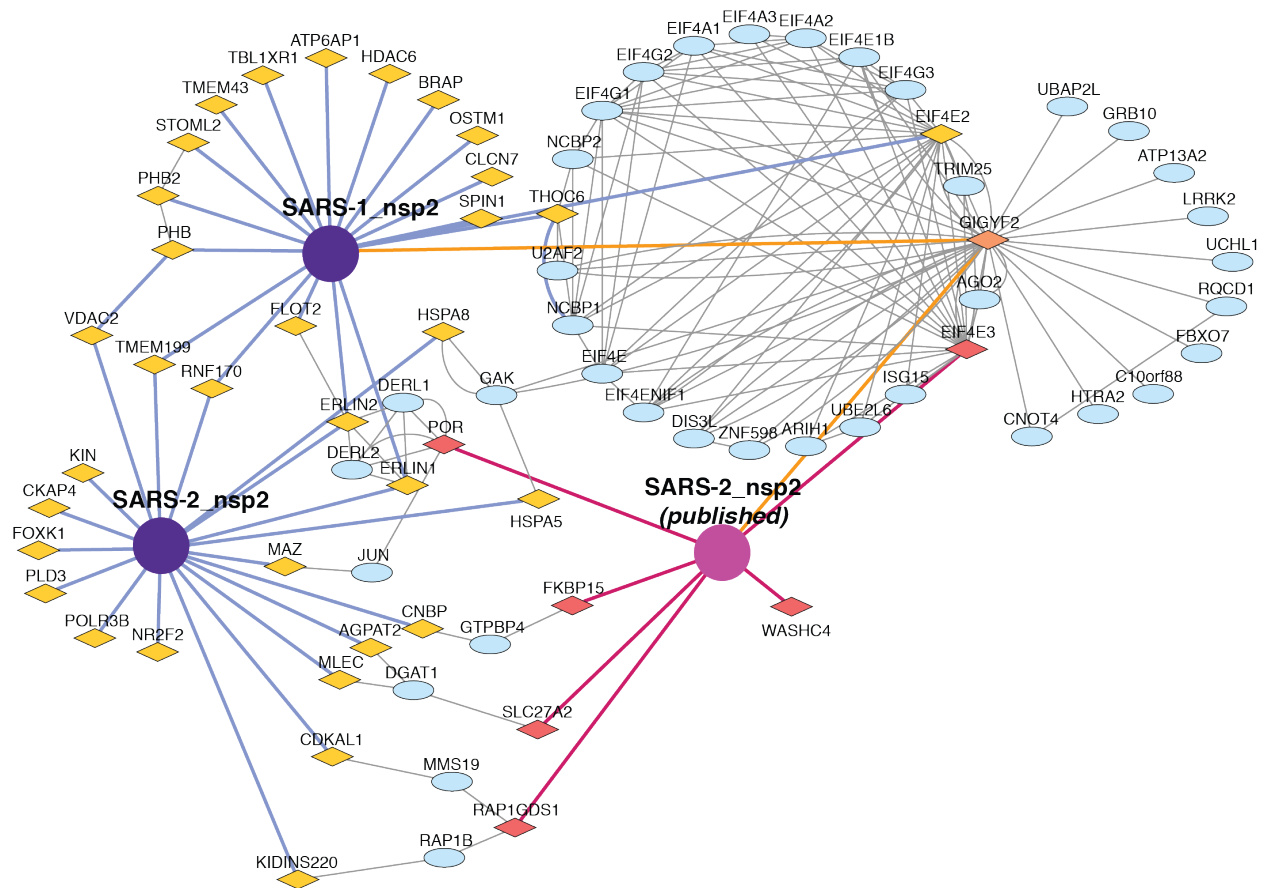 EIF4A3
EIF4A2
EIF4A1
EIF4E1B
ATP6AP1
TBL1XR1
HDAC6
EIF4G2
EIF4G3
TMEM43
BRAP
EIF4G1
UBAP2L
EIF4E2
GRB10
STOML2
OSTM1
NCBP2
ATP13A2
PHB2
CLCN7
TRIM25
THOC6
LRRK2
SARS-1_nsp2
SPIN1
GIGYF2
PHB
U2AF2
UCHL1
AGO2
RQCD1
VDAC2
FLOT2
HSPA8
NCBP1
EIF4E3
FBXO7
TMEM199
EIF4E
RNF170
GAK
ISG15
C10orf88
DERL1
EIF4ENIF1
HTRA2
ERLIN2
UBE2L6
CNOT4
POR
DIS3L
ZNF598
ARIH1
KIN
DERL2
ERLIN1
CKAP4
SARS-2_nsp2
SARS-2_nsp2
(published)
HSPA5
FOXK1
MAZ
JUN
PLD3
FKBP15
CNBP
POLR3B
NR2F2
AGPAT2
GTPBP4
WASHC4
MLEC
DGAT1
SLC27A2
CDKAL1
MMS19
RAP1GDS1
RAP1B
KIDINS220